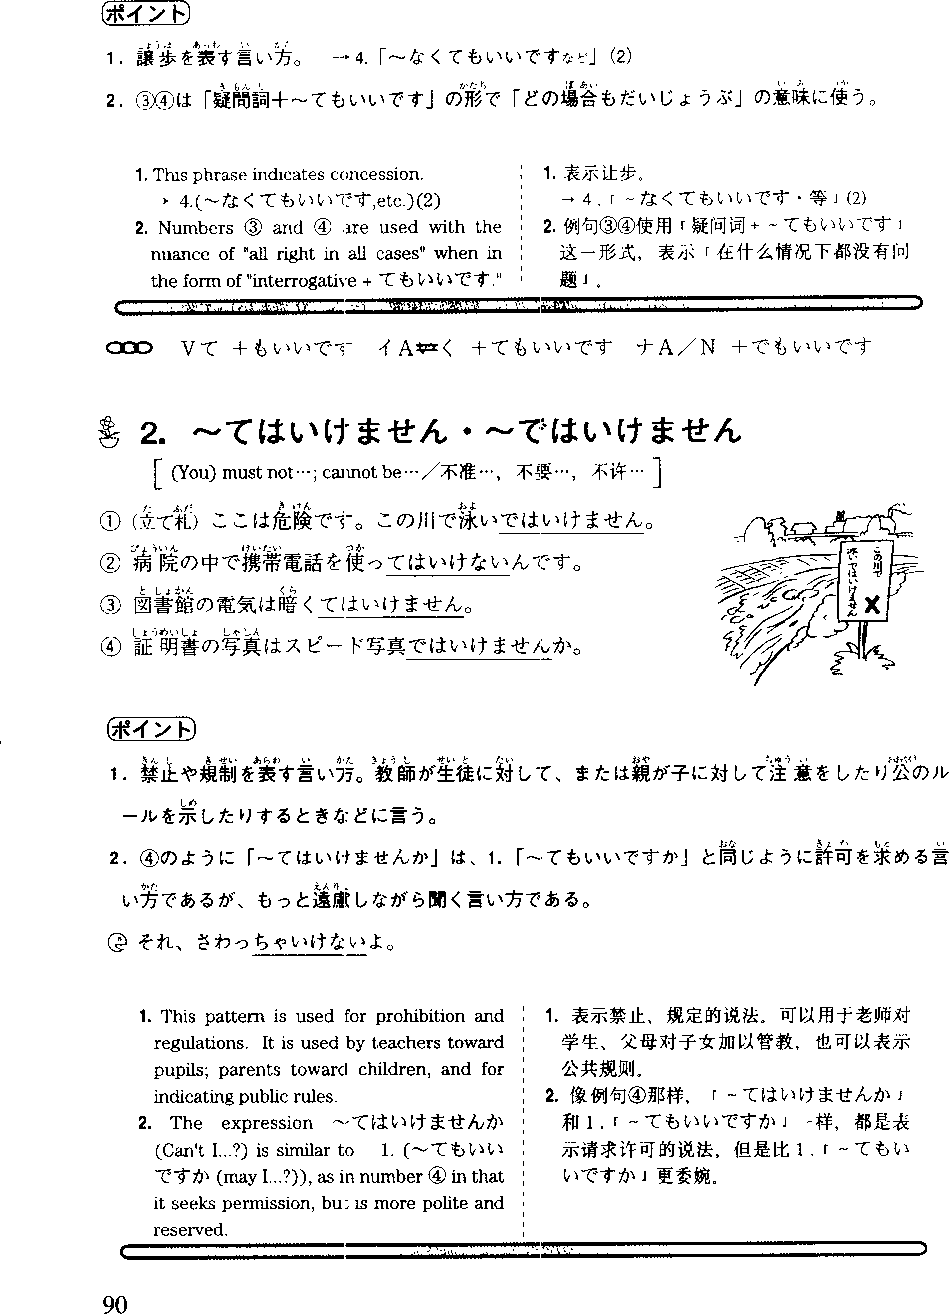 ポイント
1. 譲歩を表す言い方。 →4.「～なくてもいいですなど」(2)
2. ③④は「疑問詞＋～てもいいです」の形で「どの場合もだいじょうぶ」の意味に使う。
1. This phrase indicates concession.
→ 4.(～なくてもいいです,etc.)(2)
2. Numbers ③ and ④ are used with the
nuance of "all right in all cases" when in
the form of "interrogative + てもいいです."
1. 表示让步。
→ 4.「～なくてもいいです・等」(2)
2. 例句③④使用「疑问词+～てもいいです」
这一形式，表示「在什么情况下都没有问
题」。
Vて ＋もいいです イAいく ＋てもいいです ナA／N ＋でもいいです
2. ～てはいけません・～ではいけません
[ (You) must not…; cannot be…／不准…，不要…，不许… ]
① (立て札) ここは危険です。この川で泳いではいけません。
② 病院の中で携帯電話を使ってはいけないんです。
③ 図書館の電気は暗くてはいけません。
④ 証明書の写真はスピード写真ではいけませんか。
この川で
泳いではいけません
X
ポイント
1. 禁止や規制を表す言い方。教師が生徒に対して、または親が子に対して注意をしたり公のル
ールを示したりするときなどに言う。
2. ④のように「～てはいけませんか」は、1.「～てもいいですか」と同じように許可を求める言
い方であるが、もっと遠慮しながら聞く言い方である。
それ、さわっちゃいけないよ。
1. This pattern is used for prohibition and
regulations. It is used by teachers toward
pupils; parents toward children, and for
indicating public rules.
2. The expression ～てはいけませんか
(Can't I...?) is similar to 1. (～てもいい
ですか (may I...?)), as in number ④ in that
it seeks permission, but is more polite and
reserved.
1. 表示禁止、规定的说法。可以用于老师对
学生、父母对子女加以管教，也可以表示
公共规则。
2. 像例句④那样，「～てはいけませんか」
和1.「～てもいいですか」一样，都是表
示请求许可的说法，但是比1.「～てもい
いですか」更委婉。
90